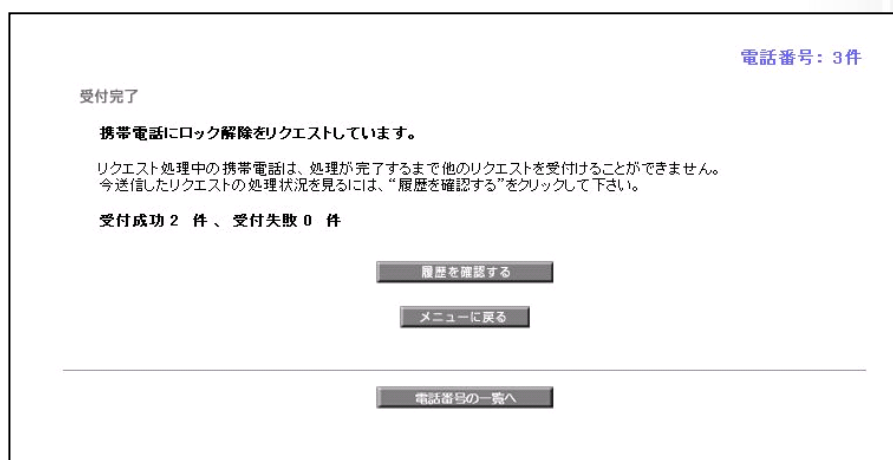 電話番号: 3件
受付完了
携帯電話にロック解除をリクエストしています。
リクエスト処理中の携帯電話は、処理が完了するまで他のリクエストを受付けることができません。
今送信したリクエストの処理状況を見るには、“履歴を確認する”をクリックして下さい。
受付成功 2 件 、 受付失敗 0 件
履歴を確認する
メニューに戻る
電話番号の一覧へ